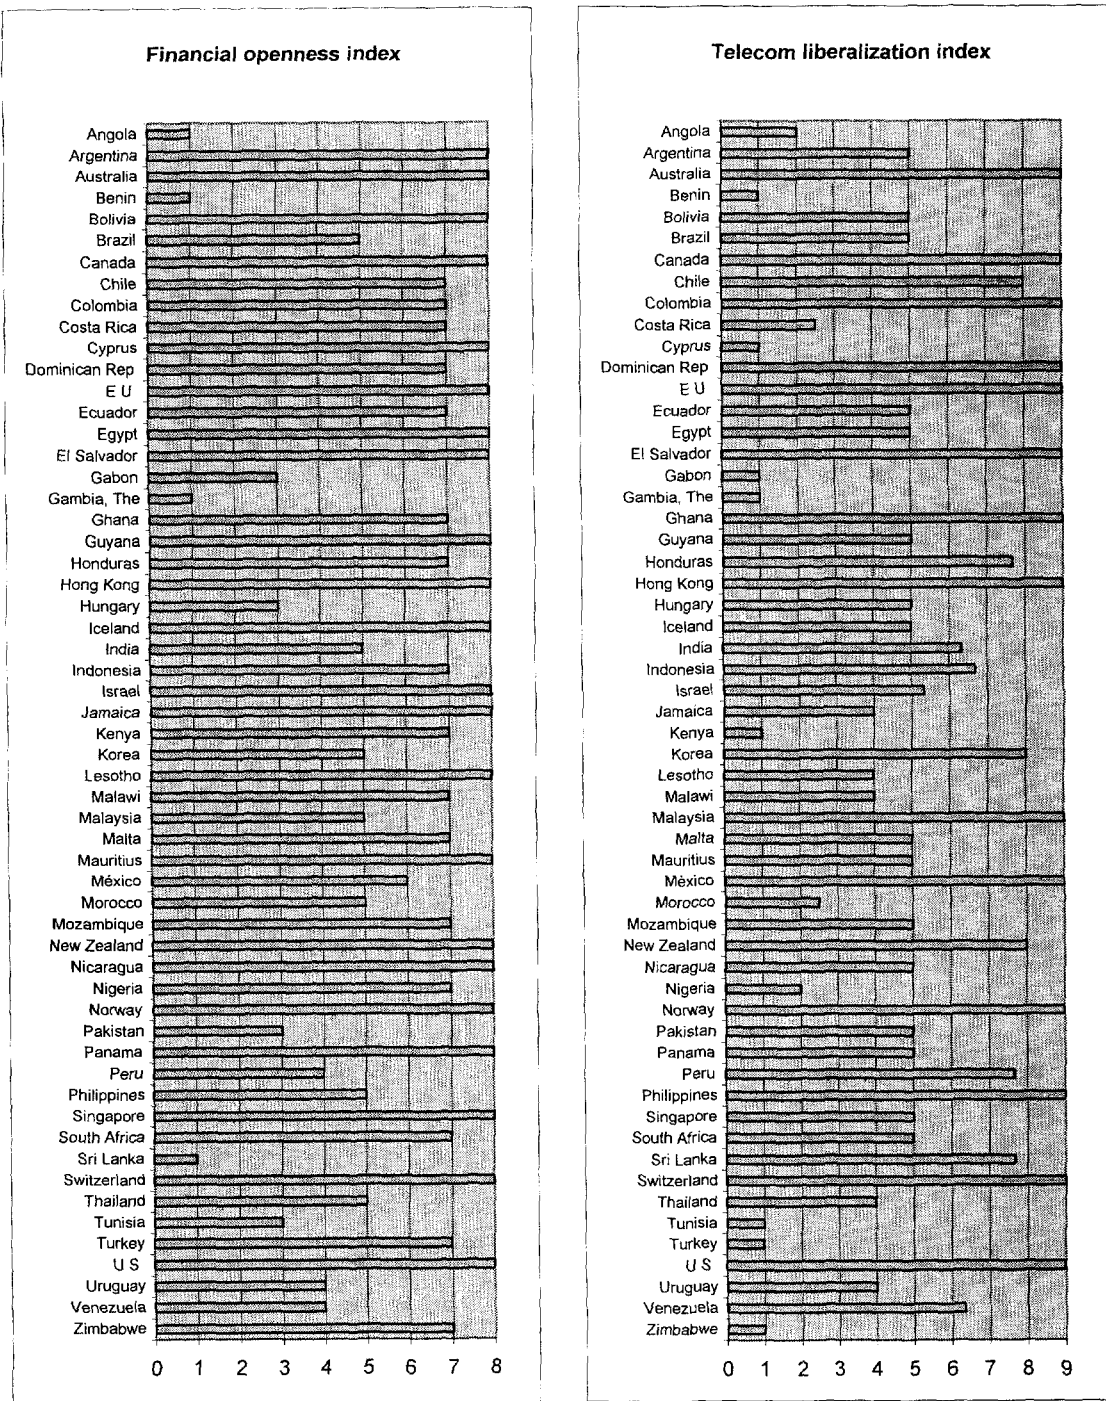 Financial openness index
Angola
Argentina
Australia
Benin
Bolivia
Brazil
Canada
Chile
Colombia
Costa Rica
Cyprus
Dominican Rep
E U
Ecuador
Egypt
El Salvador
Gabon
Gambia, The
Ghana
Guyana
Honduras
Hong Kong
Hungary
Iceland
India
Indonesia
Israel
Jamaica
Kenya
Korea
Lesotho
Malawi
Malaysia
Malta
Mauritius
México
Morocco
Mozambique
New Zealand
Nicaragua
Nigeria
Norway
Pakistan
Panama
Peru
Philippines
Singapore
South Africa
Sri Lanka
Switzerland
Thailand
Tunisia
Turkey
U S
Uruguay
Venezuela
Zimbabwe
0 1 2 3 4 5 6 7 8
Telecom liberalization index
Angola
Argentina
Australia
Benin
Bolivia
Brazil
Canada
Chile
Colombia
Costa Rica
Cyprus
Dominican Rep
E U
Ecuador
Egypt
El Salvador
Gabon
Gambia, The
Ghana
Guyana
Honduras
Hong Kong
Hungary
Iceland
India
Indonesia
Israel
Jamaica
Kenya
Korea
Lesotho
Malawi
Malaysia
Malta
Mauritius
México
Morocco
Mozambique
New Zealand
Nicaragua
Nigeria
Norway
Pakistan
Panama
Peru
Philippines
Singapore
South Africa
Sri Lanka
Switzerland
Thailand
Tunisia
Turkey
U S
Uruguay
Venezuela
Zimbabwe
0 1 2 3 4 5 6 7 8 9